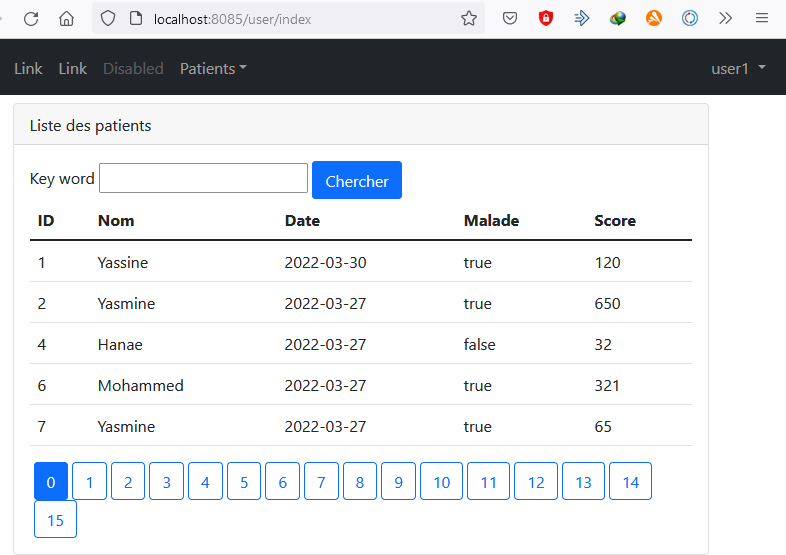 localhost:8085/user/index
Link Link Disabled Patients user1
Liste des patients
Key word Chercher
ID Nom Date Malade Score
1 Yassine 2022-03-30 true 120
2 Yasmine 2022-03-27 true 650
4 Hanae 2022-03-27 false 32
6 Mohammed 2022-03-27 true 321
7 Yasmine 2022-03-27 true 65
0 1 2 3 4 5 6 7 8 9 10 11 12 13 14
15